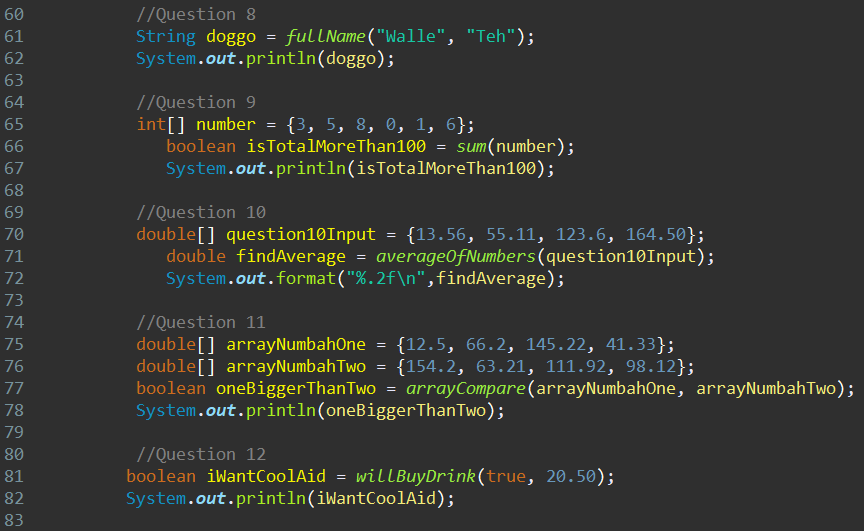 60 //Question 8
61 String doggo = fullName("Walle", "Teh");
62 System.out.println(doggo);
63
64 //Question 9
65 int[] number = {3, 5, 8, 0, 1, 6};
66 boolean isTotalMoreThan100 = sum(number);
67 System.out.println(isTotalMoreThan100);
68
69 //Question 10
70 double[] question10Input = {13.56, 55.11, 123.6, 164.50};
71 double findAverage = averageOfNumbers(question10Input);
72 System.out.format("%.2f\n",findAverage);
73
74 //Question 11
75 double[] arrayNumbahOne = {12.5, 66.2, 145.22, 41.33};
76 double[] arrayNumbahTwo = {154.2, 63.21, 111.92, 98.12};
77 boolean oneBiggerThanTwo = arrayCompare(arrayNumbahOne, arrayNumbahTwo);
78 System.out.println(oneBiggerThanTwo);
79
80 //Question 12
81 boolean iWantCoolAid = willBuyDrink(true, 20.50);
82 System.out.println(iWantCoolAid);
83